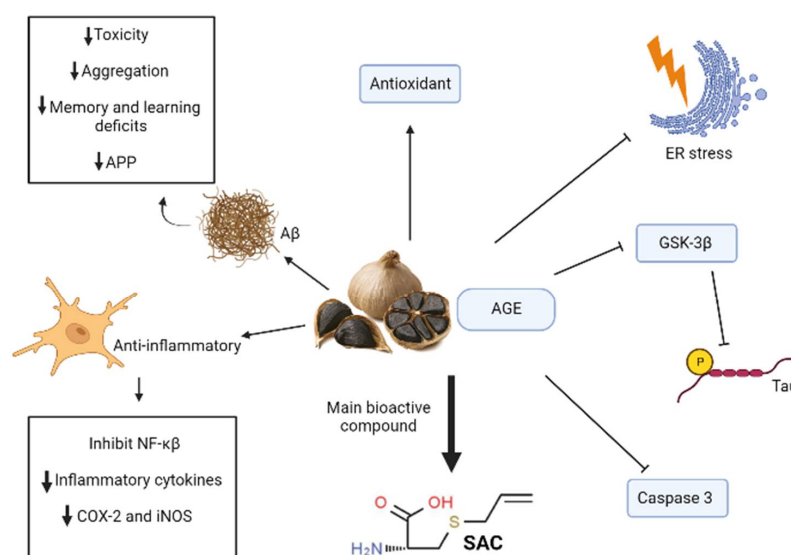 Toxicity
Aggregation
Memory and learning
deficits
APP
Antioxidant
ER stress
Aβ
GSK-3β
AGE
Anti-inflammatory
P
Tau
Main bioactive
compound
Inhibit NF-κβ
Inflammatory cytokines
COX-2 and iNOS
Caspase 3
O
OH
S
H₂N
SAC